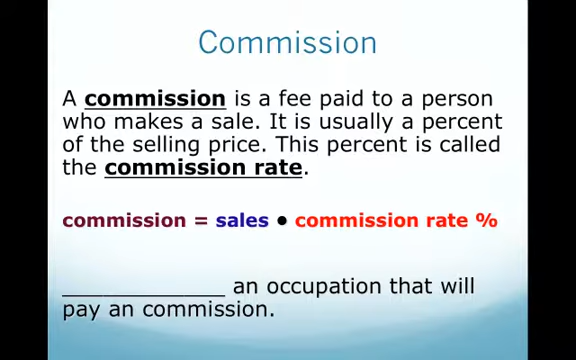 Commission
A commission is a fee paid to a person
who makes a sale. It is usually a percent
of the selling price. This percent is called
the commission rate.
commission = sales • commission rate %
______________ an occupation that will
pay an commission.